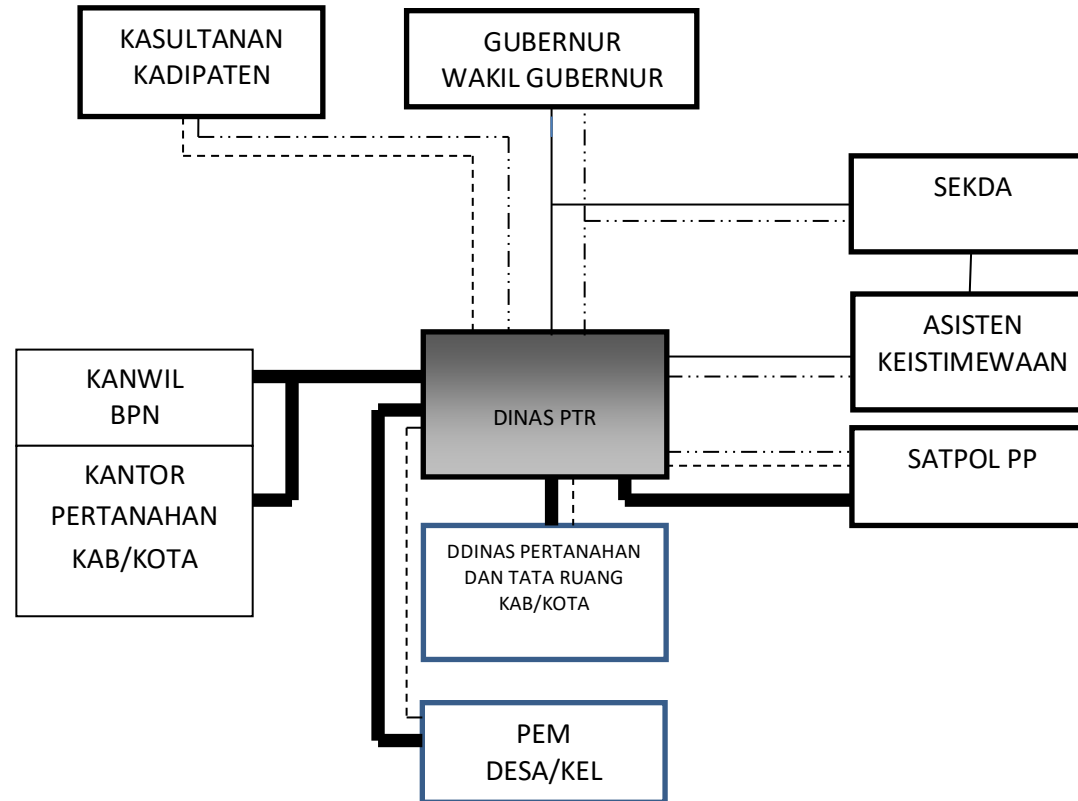 KASULTANAN
KADIPATEN
GUBERNUR
WAKIL GUBERNUR
SEKDA
ASISTEN
KEISTIMEWAAN
KANWIL
BPN
DINAS PTR
KANTOR
PERTANAHAN
KAB/KOTA
SATPOL PP
DDINAS PERTANAHAN
DAN TATA RUANG
KAB/KOTA
PEM
DESA/KEL